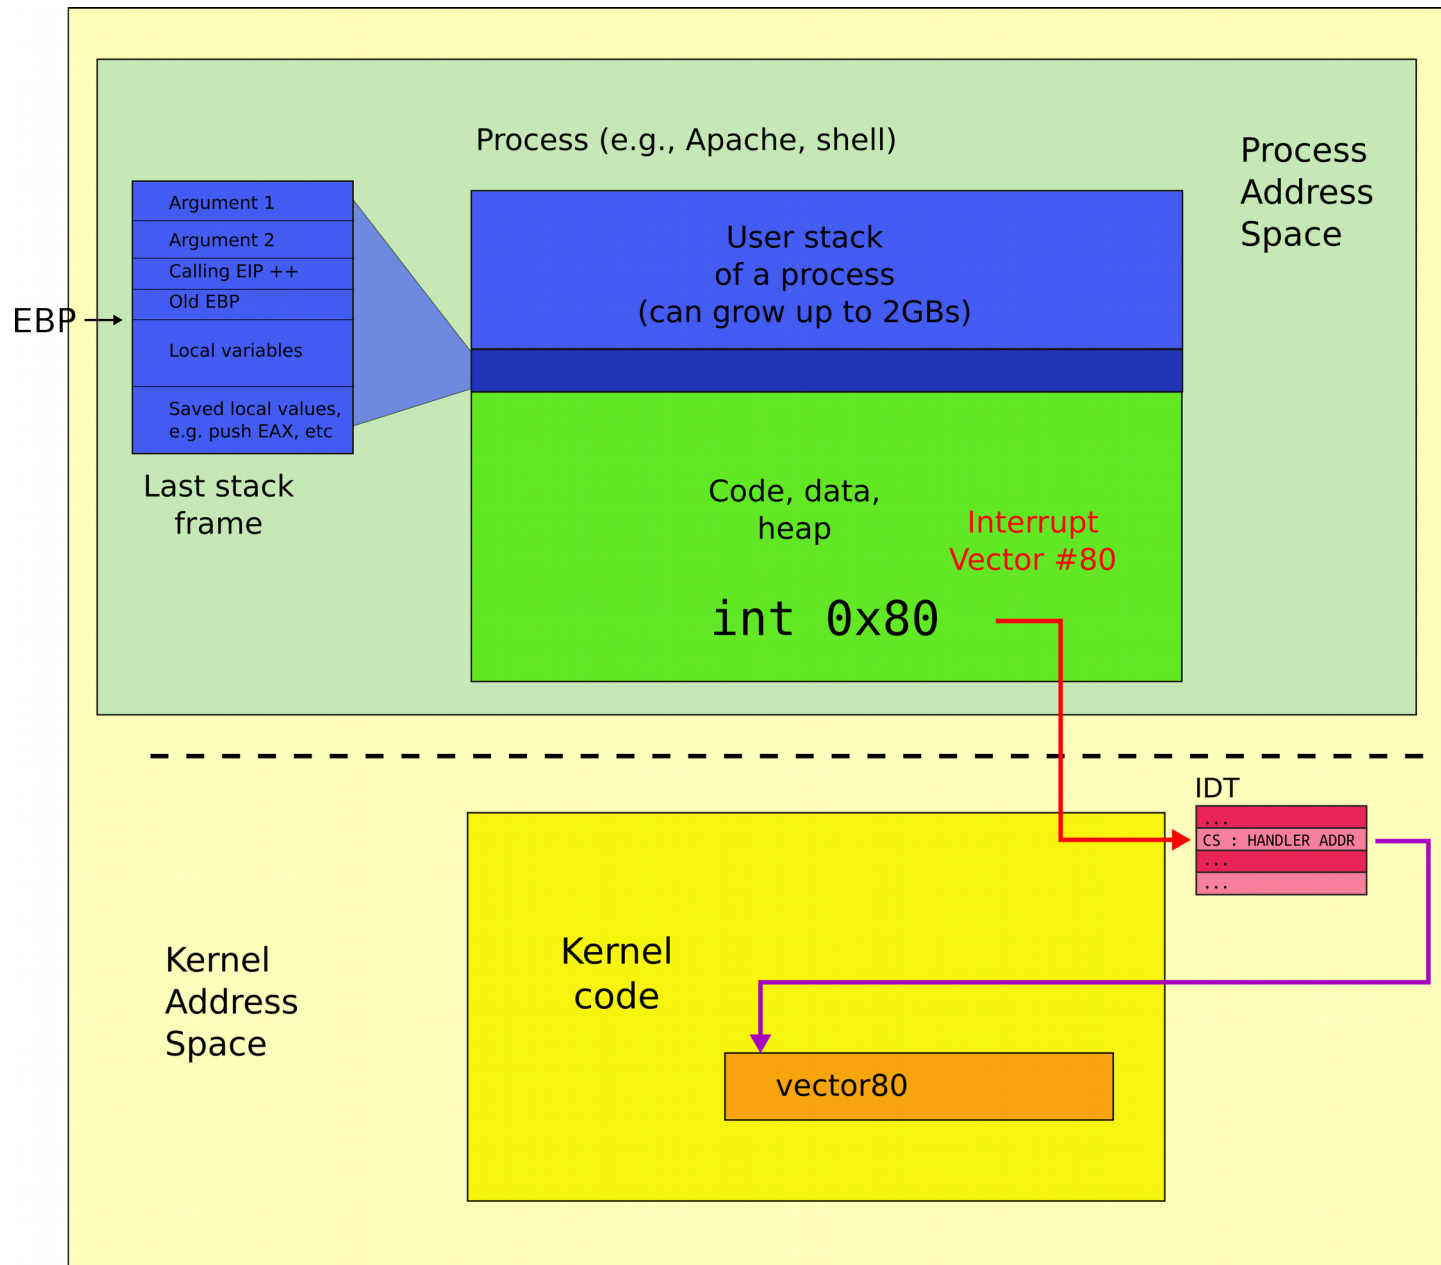 Process (e.g., Apache, shell)
Process
Address
Space
Argument 1
Argument 2
Calling EIP ++
Old EBP
EBP
Local variables
Saved local values,
e.g. push EAX, etc
Last stack
frame
User stack
of a process
(can grow up to 2GBs)
Code, data,
heap
Interrupt
Vector #80
int 0x80
IDT
...
CS : HANDLER ADDR
...
...
Kernel
Address
Space
Kernel
code
vector80